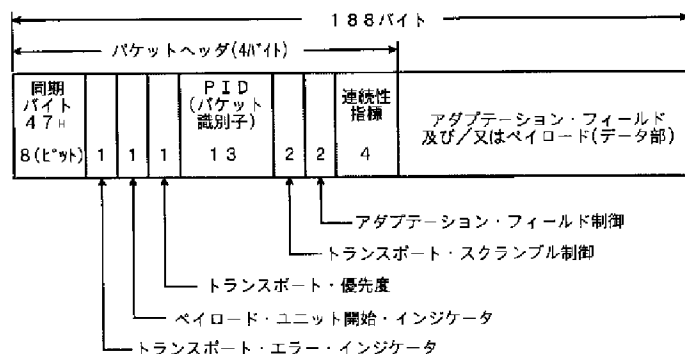 188バイト
パケットヘッダ(4バイト)
同期
バイト
47H
8(ビット)
1
1
1
PID
(パケット
識別子)
13
2
2
連続性
指標
4
アダプテーション・フィールド
及び/又はペイロード(データ部)
アダプテーション・フィールド制御
トランスポート・スクランブル制御
トランスポート・優先度
ペイロード・ユニット開始・インジケータ
トランスポート・エラー・インジケータ